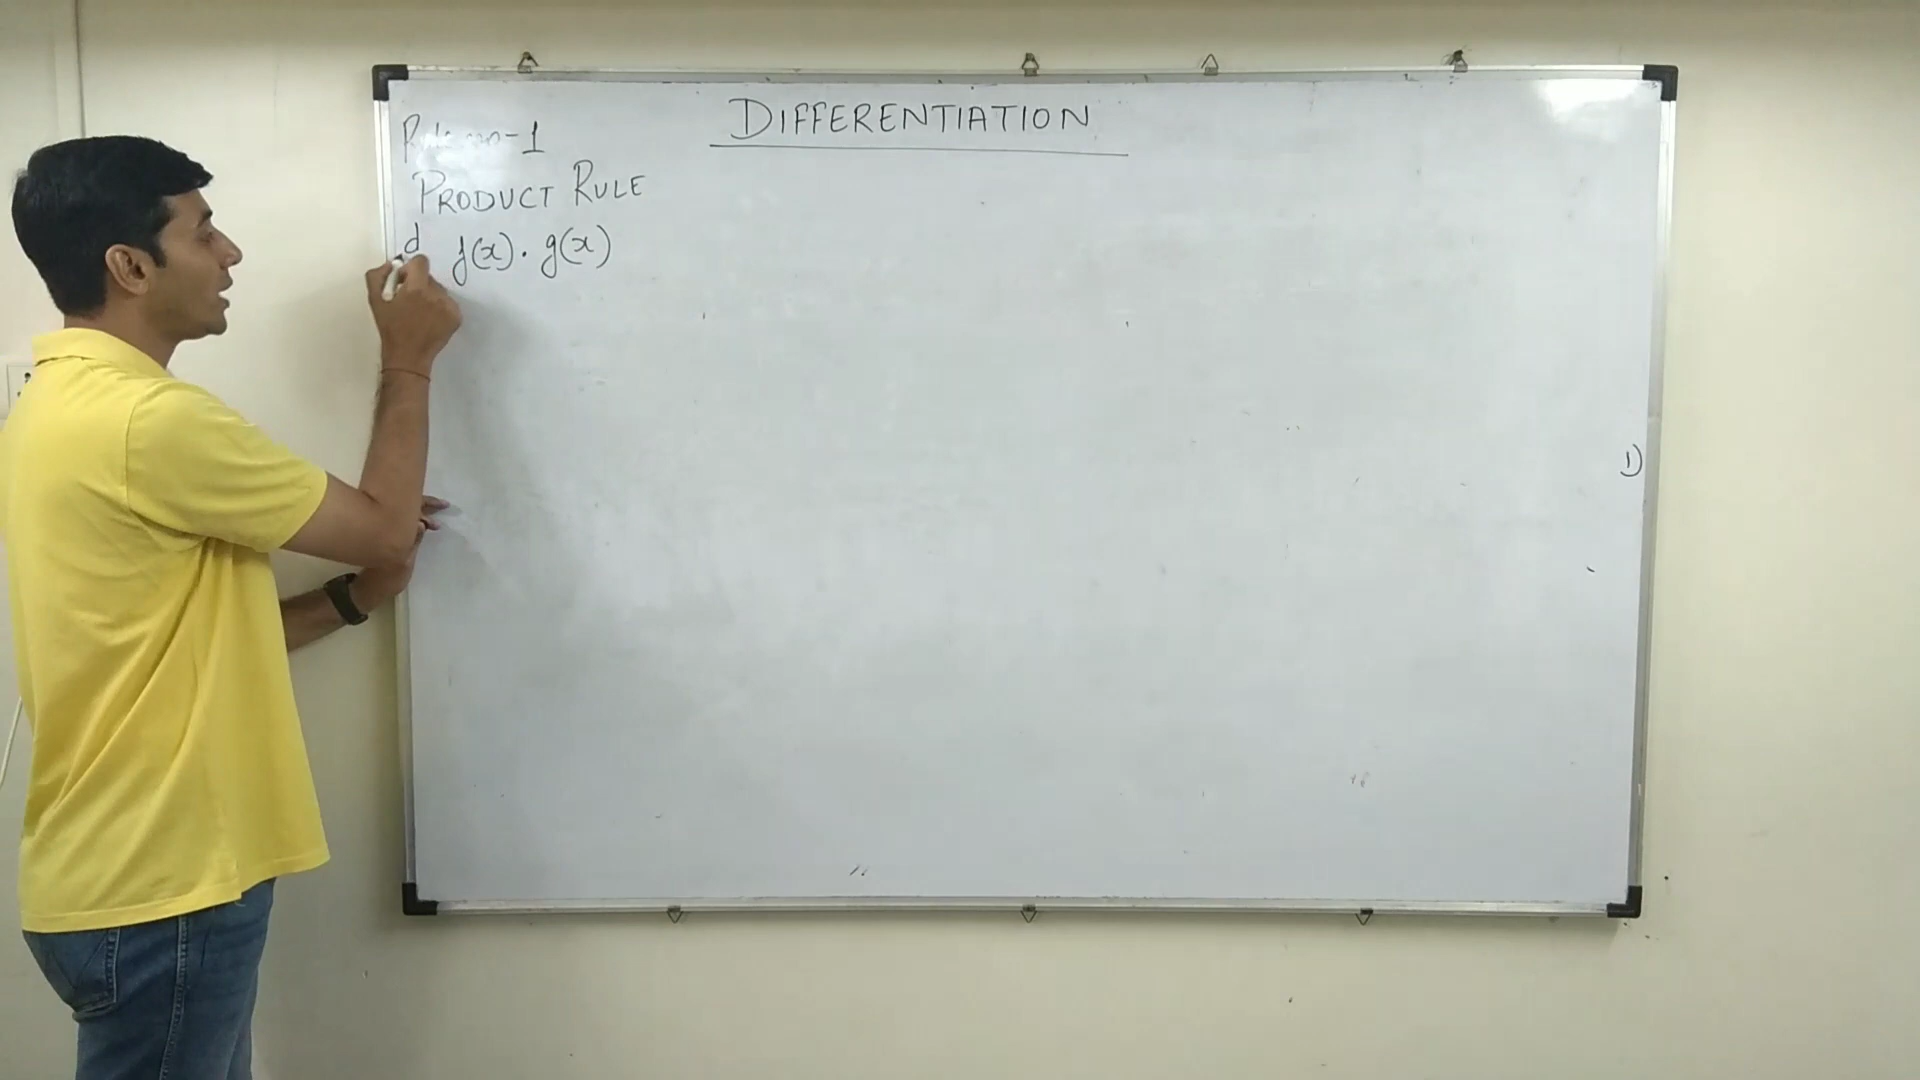 DIFFERENTIATION
Rule no-1
PRODUCT RULE
d f(x) . g(x)
1)